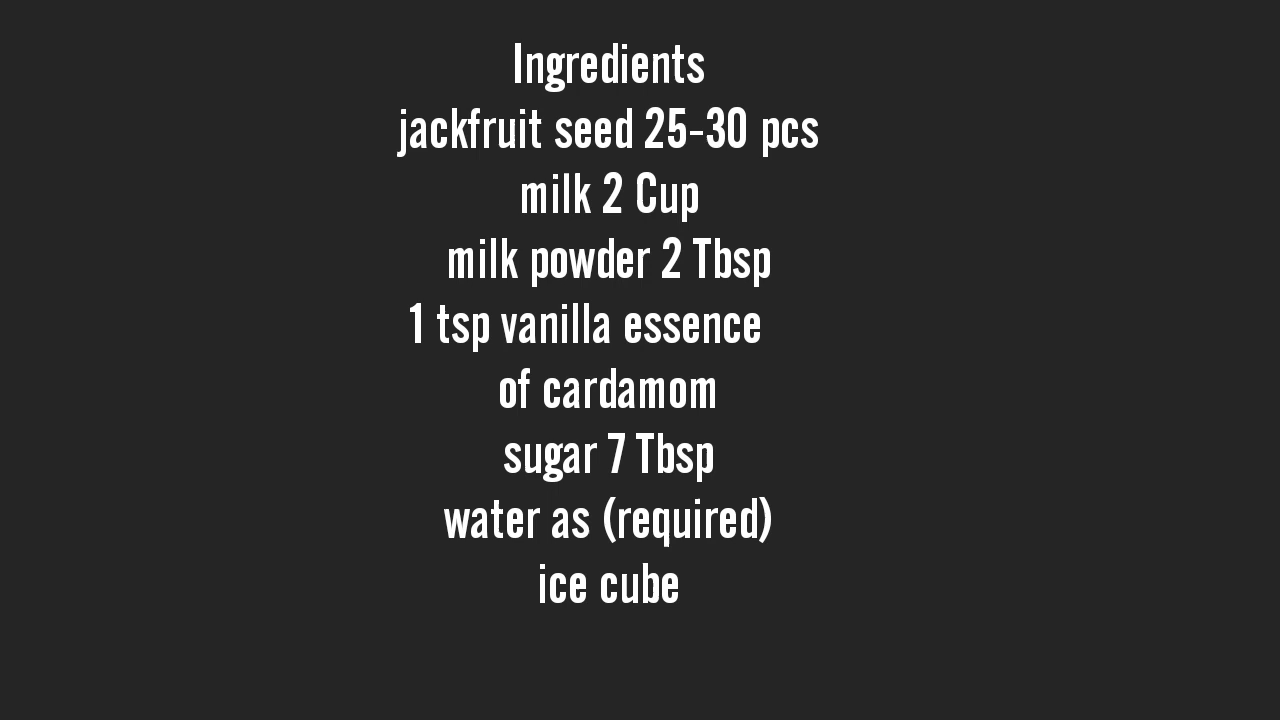 Ingredients
jackfruit seed 25-30 pcs
milk 2 Cup
milk powder 2 Tbsp
1 tsp vanilla essence
of cardamom
sugar 7 Tbsp
water as (required)
ice cube